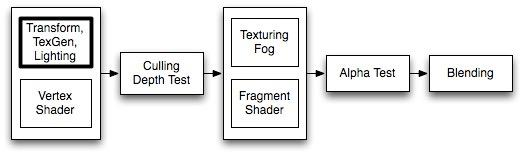 Transform,
TexGen,
Lighting
Vertex
Shader
Culling
Depth Test
Texturing
Fog
Fragment
Shader
Alpha Test
Blending